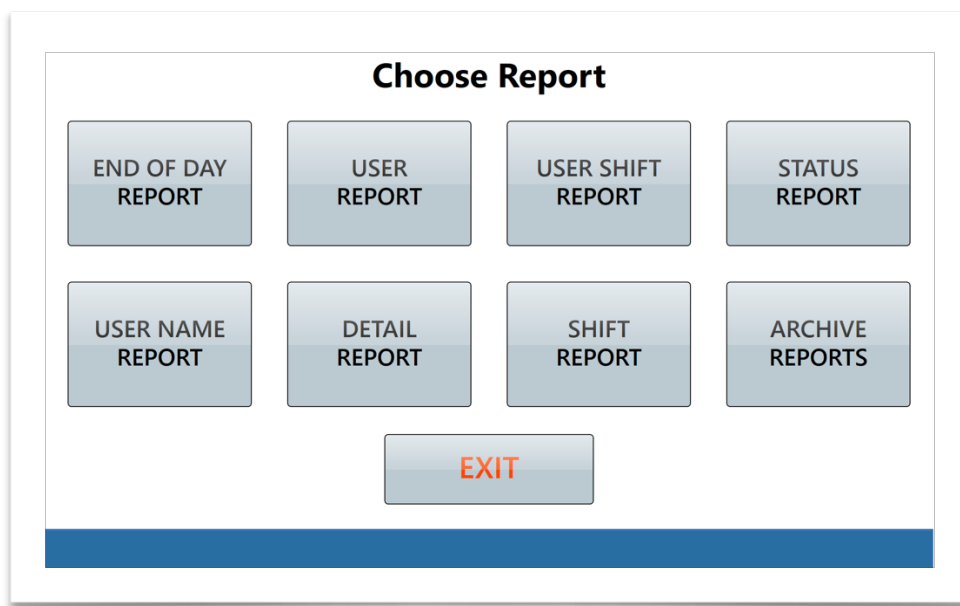 Choose Report
END OF DAY
REPORT
USER
REPORT
USER SHIFT
REPORT
STATUS
REPORT
USER NAME
REPORT
DETAIL
REPORT
SHIFT
REPORT
ARCHIVE
REPORTS
EXIT